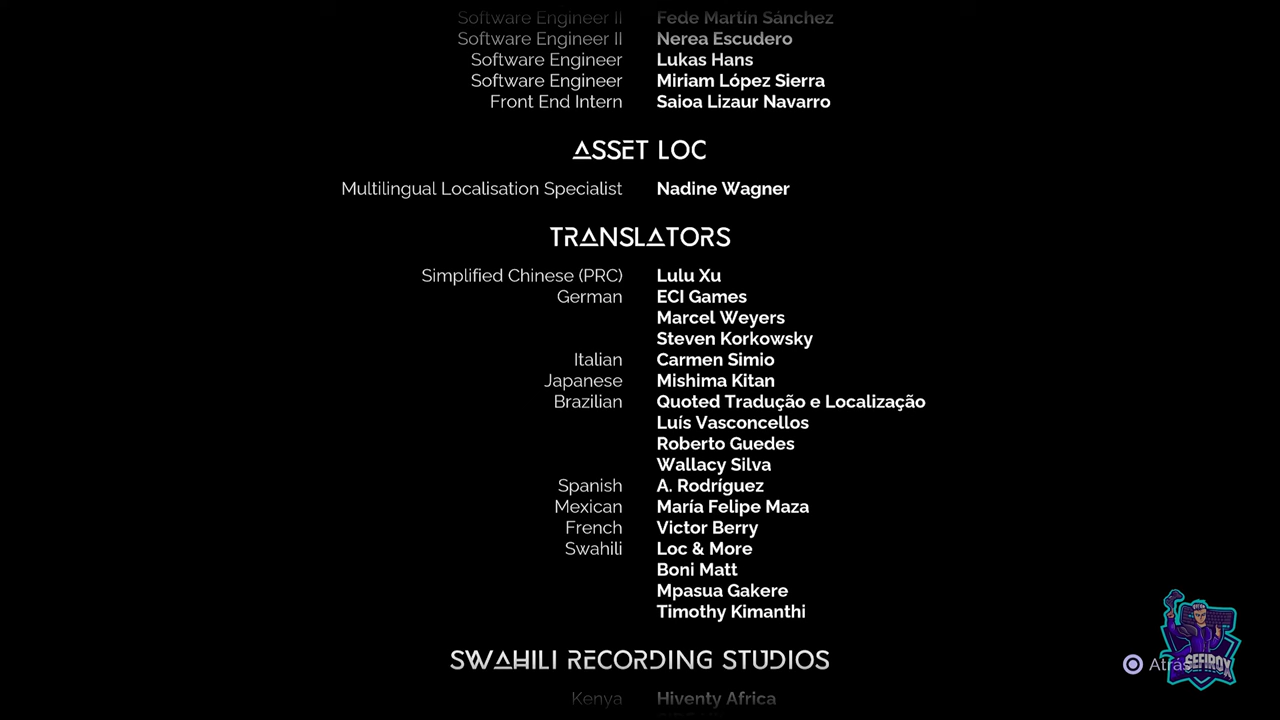 Software Engineer II Fede Martín Sánchez
Software Engineer II Nerea Escudero
Software Engineer Lukas Hans
Software Engineer Miriam López Sierra
Front End Intern Saioa Lizaur Navarro
ASSET LOC
Multilingual Localisation Specialist Nadine Wagner
TRANSLATORS
Simplified Chinese (PRC) Lulu Xu
German ECI Games
Marcel Weyers
Steven Korkowsky
Italian Carmen Simio
Japanese Mishima Kitan
Brazilian Quoted Tradução e Localização
Luís Vasconcellos
Roberto Guedes
Wallacy Silva
Spanish A. Rodríguez
Mexican María Felipe Maza
French Victor Berry
Swahili Loc & More
Boni Matt
Mpasua Gakere
Timothy Kimanthi
SWAHILI RECORDING STUDIOS
Atrás
SEFIROX
Kenya Hiventy Africa